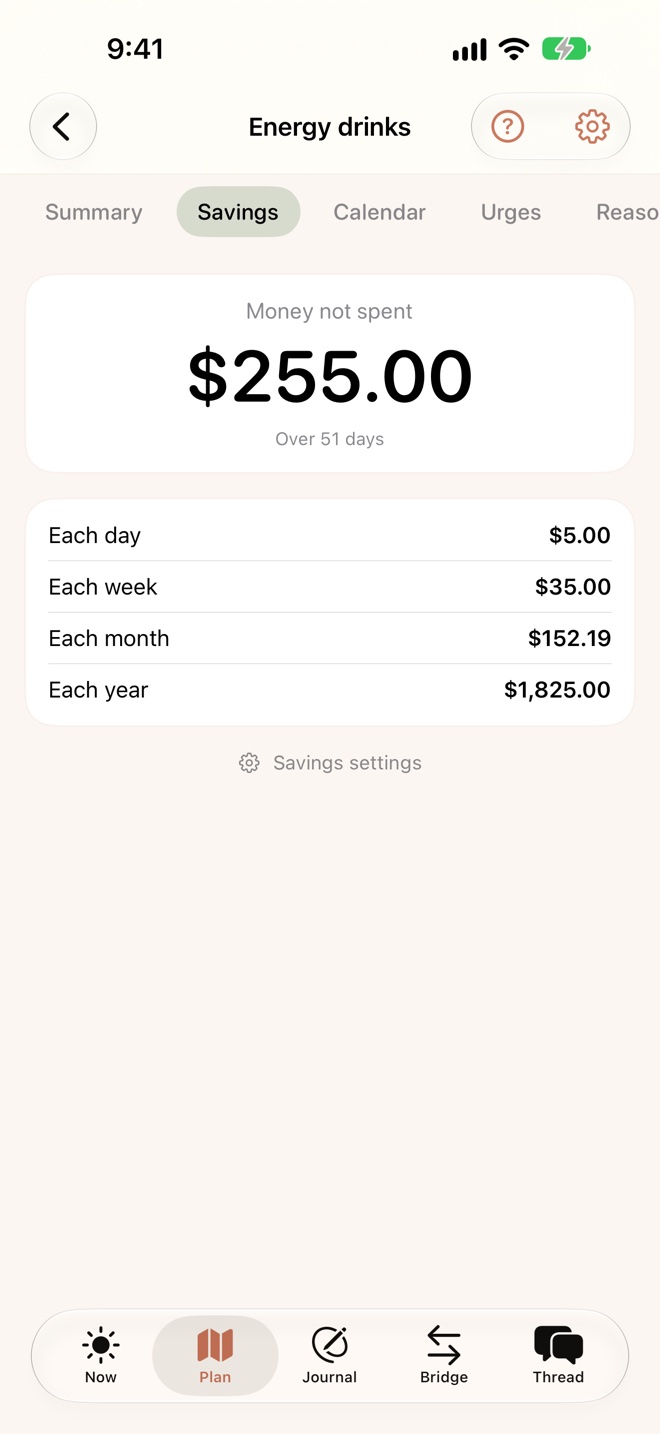 9:41
Energy drinks
?
Summary Savings Calendar Urges Reaso
Money not spent
$255.00
Over 51 days
Each day $5.00
Each week $35.00
Each month $152.19
Each year $1,825.00
Savings settings
Now Plan Journal Bridge Thread